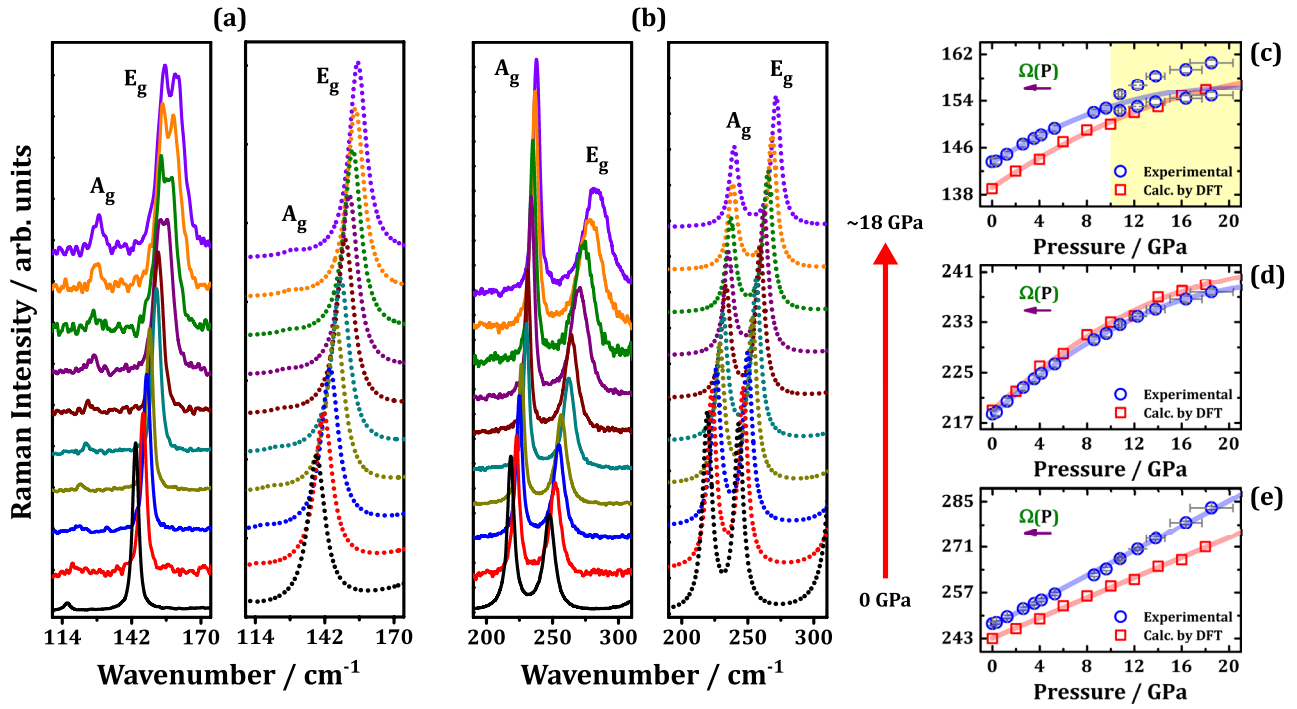 (a)
(b)
Raman Intensity / arb. units
A_g
E_g
A_g
E_g
A_g
E_g
A_g
E_g
114 142 170
114 142 170
190 250 300
190 250 300
Wavenumber / cm⁻¹
Wavenumber / cm⁻¹
~18 GPa
0 GPa
(c)
162
154
146
138
Ω(P)
Experimental
Calc. by DFT
0 4 8 12 16 20
Pressure / GPa
(d)
241
233
225
217
Ω(P)
Experimental
Calc. by DFT
0 4 8 12 16 20
Pressure / GPa
(e)
285
271
257
243
Ω(P)
Experimental
Calc. by DFT
0 4 8 12 16 20
Pressure / GPa